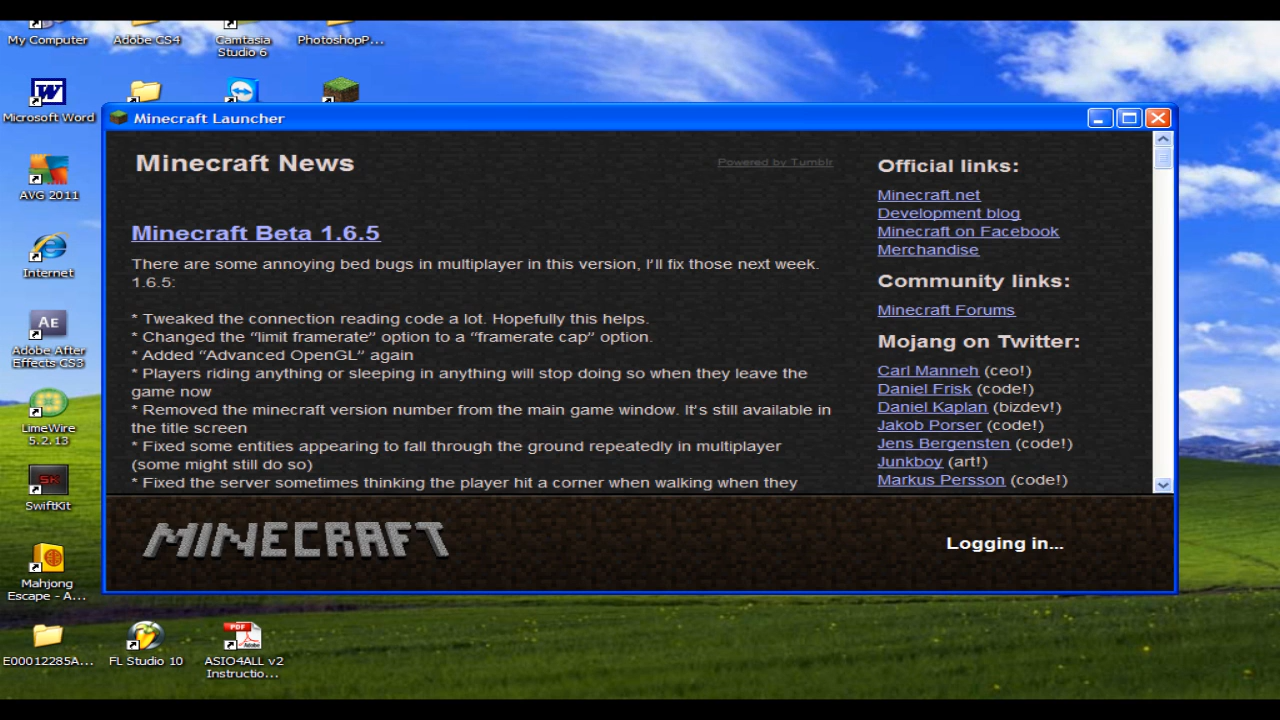 My Computer
Adobe CS4
Camtasia
Studio 6
PhotoshopP...
Microsoft Word
AVG 2011
Internet
AE
Adobe After
Effects CS3
LimeWire
5.2.13
SK
SwiftKit
Mahjong
Escape - A...
E00012285A...
FL Studio 10
PDF
Adobe
ASIO4ALL v2
Instructio...
Minecraft Launcher
Minecraft News
Powered by Tumblr
Minecraft Beta 1.6.5
There are some annoying bed bugs in multiplayer in this version, I’ll fix those next week.
1.6.5:
* Tweaked the connection reading code a lot. Hopefully this helps.
* Changed the “limit framerate” option to a “framerate cap” option.
* Added “Advanced OpenGL” again
* Players riding anything or sleeping in anything will stop doing so when they leave the
game now
* Removed the minecraft version number from the main game window. It’s still available in
the title screen
* Fixed some entities appearing to fall through the ground repeatedly in multiplayer
(some might still do so)
* Fixed the server sometimes thinking the player hit a corner when walking when they
Official links:
Minecraft.net
Development blog
Minecraft on Facebook
Merchandise
Community links:
Minecraft Forums
Mojang on Twitter:
Carl Manneh (ceo!)
Daniel Frisk (code!)
Daniel Kaplan (bizdev!)
Jakob Porser (code!)
Jens Bergensten (code!)
Junkboy (art!)
Markus Persson (code!)
MINECRAFT
Logging in...